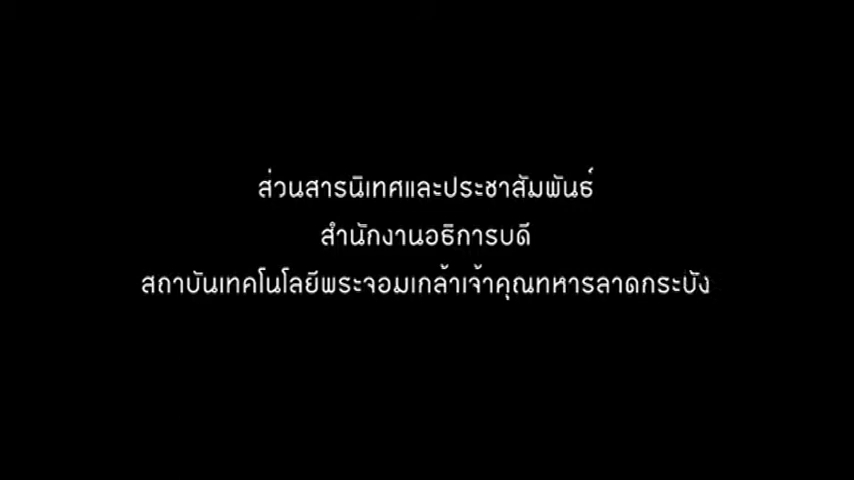 ส่วนสารนิเทศและประชาสัมพันธ์
สำนักงานอธิการบดี
สถาบันเทคโนโลยีพระจอมเกล้าเจ้าคุณทหารลาดกระบัง